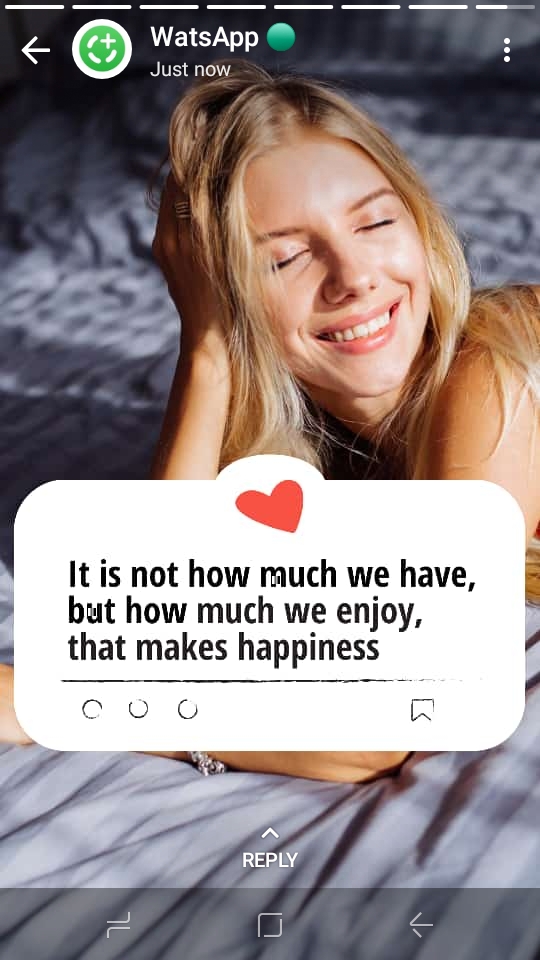 WatsApp
Just now
It is not how much we have,
but how much we enjoy,
that makes happiness
REPLY